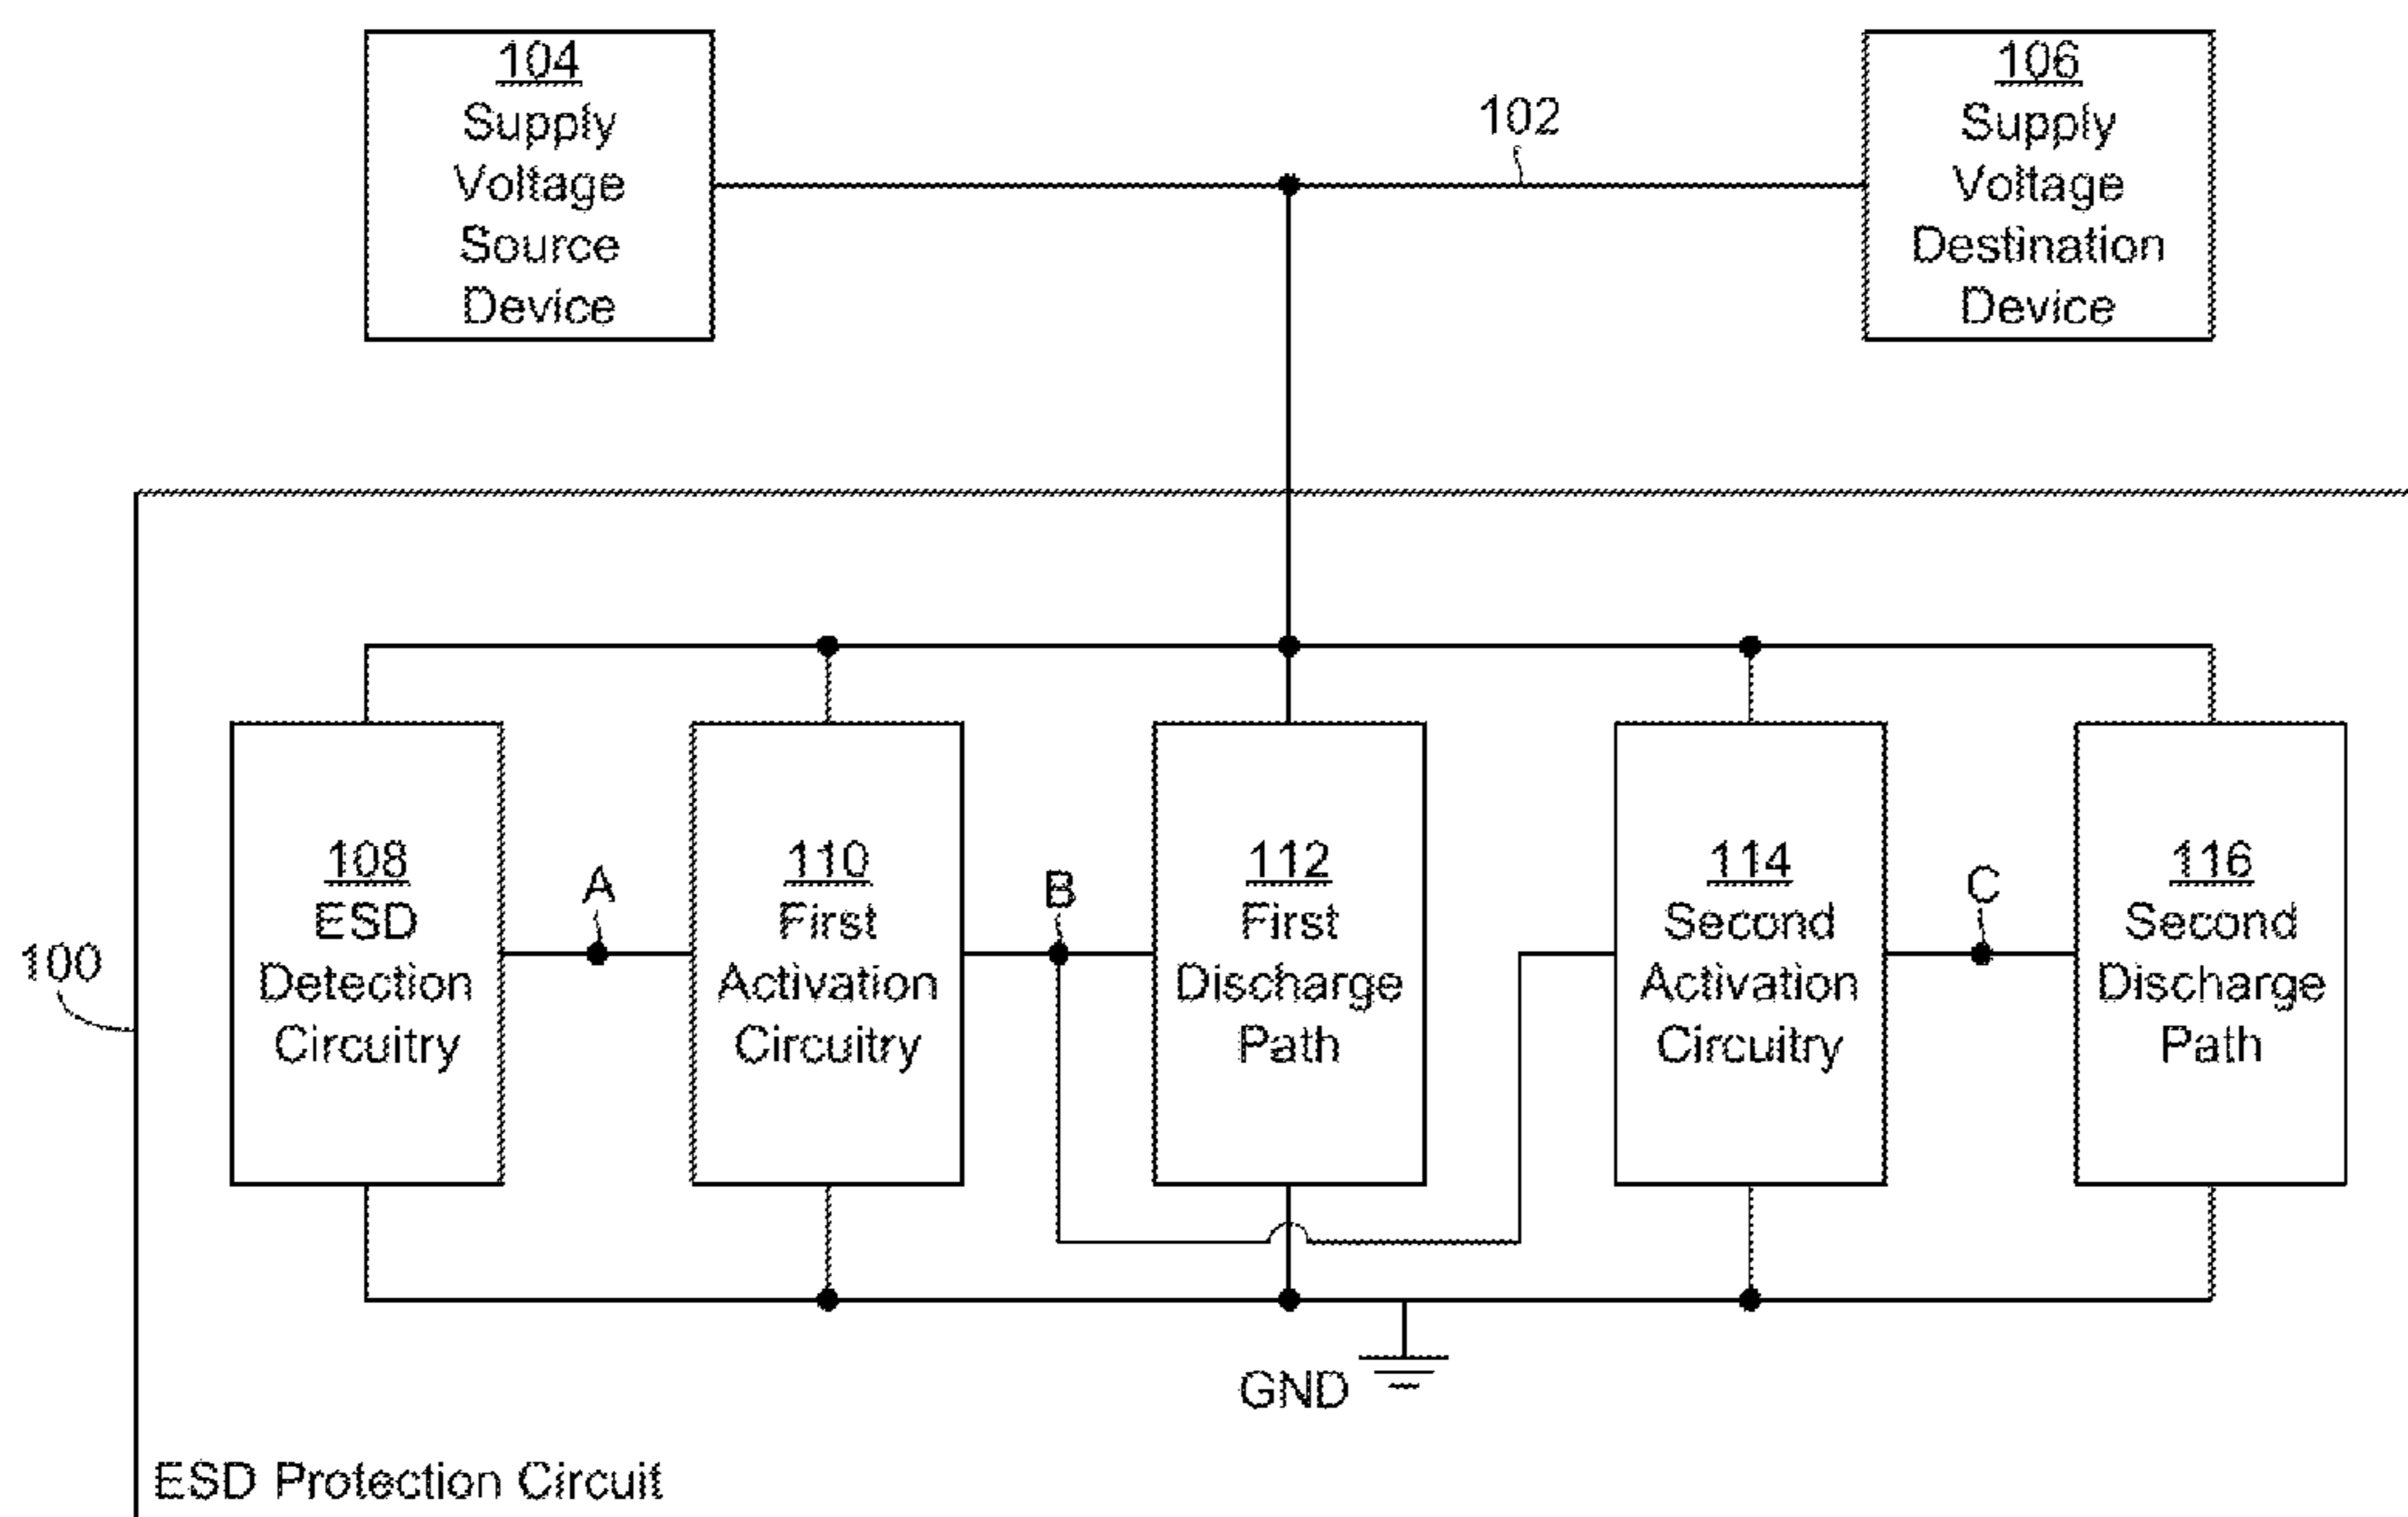 104
Supply
Voltage
Source
Device
102
106
Supply
Voltage
Destination
Device
100
108
ESD
Detection
Circuitry
A
110
First
Activation
Circuitry
B
112
First
Discharge
Path
114
Second
Activation
Circuitry
C
116
Second
Discharge
Path
GND
ESD Protection Circuit